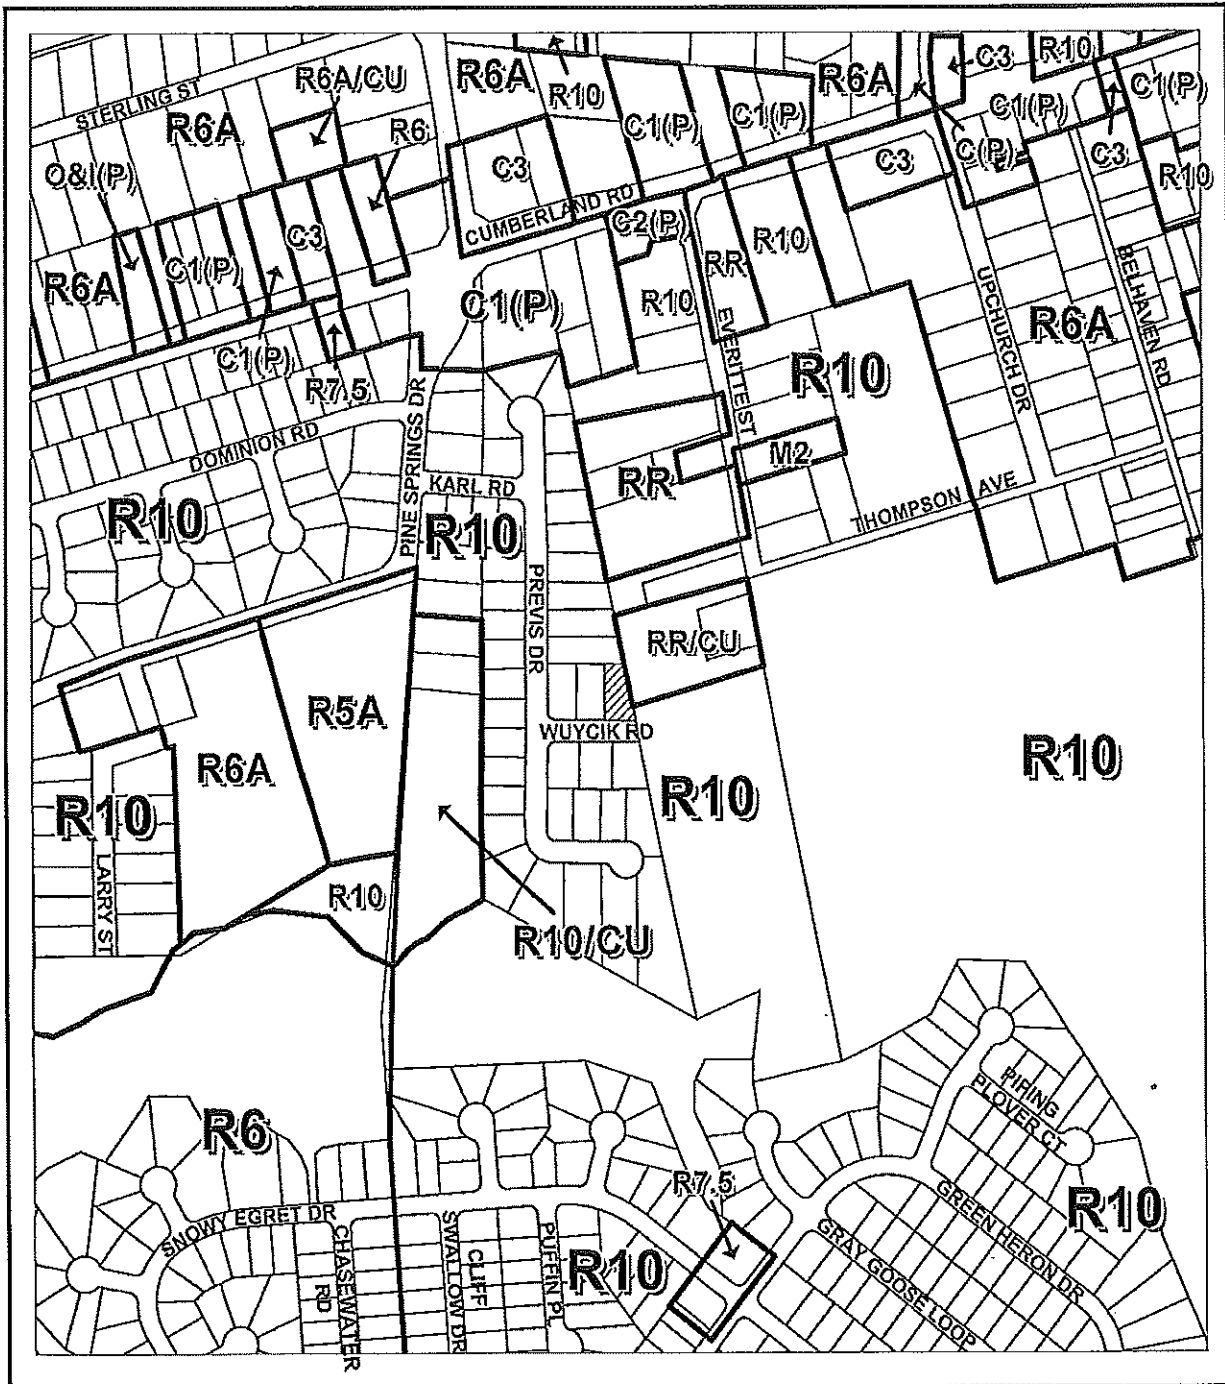 STERLING ST
R6A
R6A/CU
R6
O&I(P)
R6A
C1(P)
C3
C1(P)
R7.5
R6A
R10
C3
CUMBERLAND RD
C1(P)
C1(P)
R6A
C3
R10
C1(P)
C1(P)
C(P)
C3
R10
C3
C2(P)
RR
R10
R10
C1(P)
EVERITTE ST
R10
UPCHURCH DR
R6A
BELHAVEN RD
DOMINION RD
PINE SPRINGS DR
KARL RD
R10
R10
RR
M2
THOMPSON AVE
PREVIS DR
RR/CU
WUYCIK RD
R5A
R6A
R10
LARRY ST
R10
R10/CU
R10
R10
R6
SNOWY EGRET DR
CHASEWATER
RD
SWALLOW DR
CLIFF
PUFFIN PL
R10
R7.5
PIPING
PLOVER CT
GREEN HERON DR
GRAY GOOSE LOOP
R10